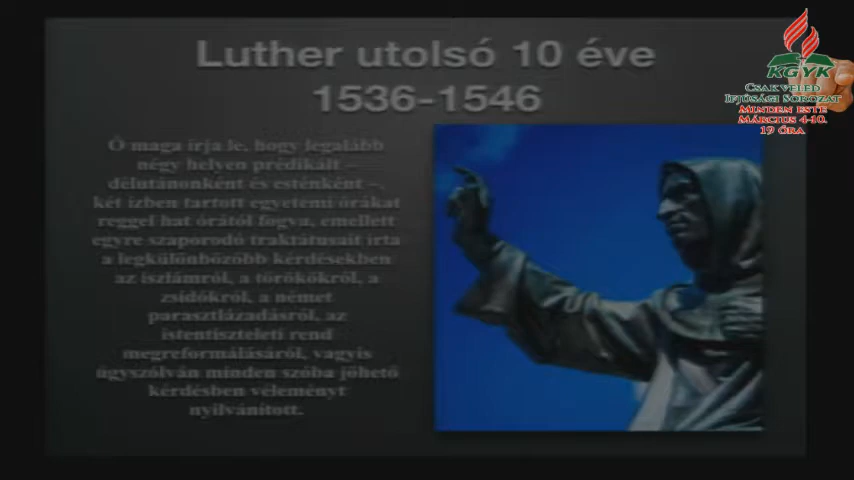 Luther utolsó 10 éve
1536-1546
Ő maga írja le, hogy legalább
négy helyen prédikált –
délutánonként és esténként –,
két ízben tartott egyetemi órákat
reggel hat órától fogva, emellett
egyre szaporodó traktátusait írta
a legkülönbözőbb kérdésekben
az iszlámról, a törökökről, a
zsidókról, a német
parasztlázadásról, az
istentiszteleti rend
megreformálásáról, vagyis
úgyszólván minden szóba jöhető
kérdésben véleményt
nyilvánított.
KGYK
Csak veled
Ifjúsági Sorozat
Minden este
Március 4-10.
19 óra